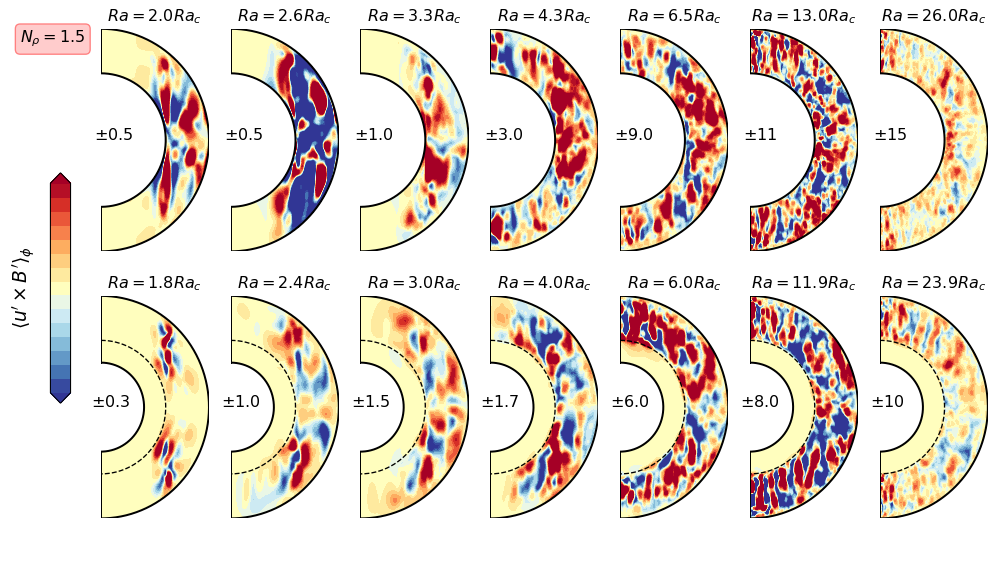 Ra = 2.0Ra_c Ra = 2.6Ra_c Ra = 3.3Ra_c Ra = 4.3Ra_c Ra = 6.5Ra_c Ra = 13.0Ra_c Ra = 26.0Ra_c
N_ρ = 1.5
±0.5 ±0.5 ±1.0 ±3.0 ±9.0 ±11 ±15
⟨u′ × B′⟩_ϕ
Ra = 1.8Ra_c Ra = 2.4Ra_c Ra = 3.0Ra_c Ra = 4.0Ra_c Ra = 6.0Ra_c Ra = 11.9Ra_c Ra = 23.9Ra_c
±0.3 ±1.0 ±1.5 ±1.7 ±6.0 ±8.0 ±10